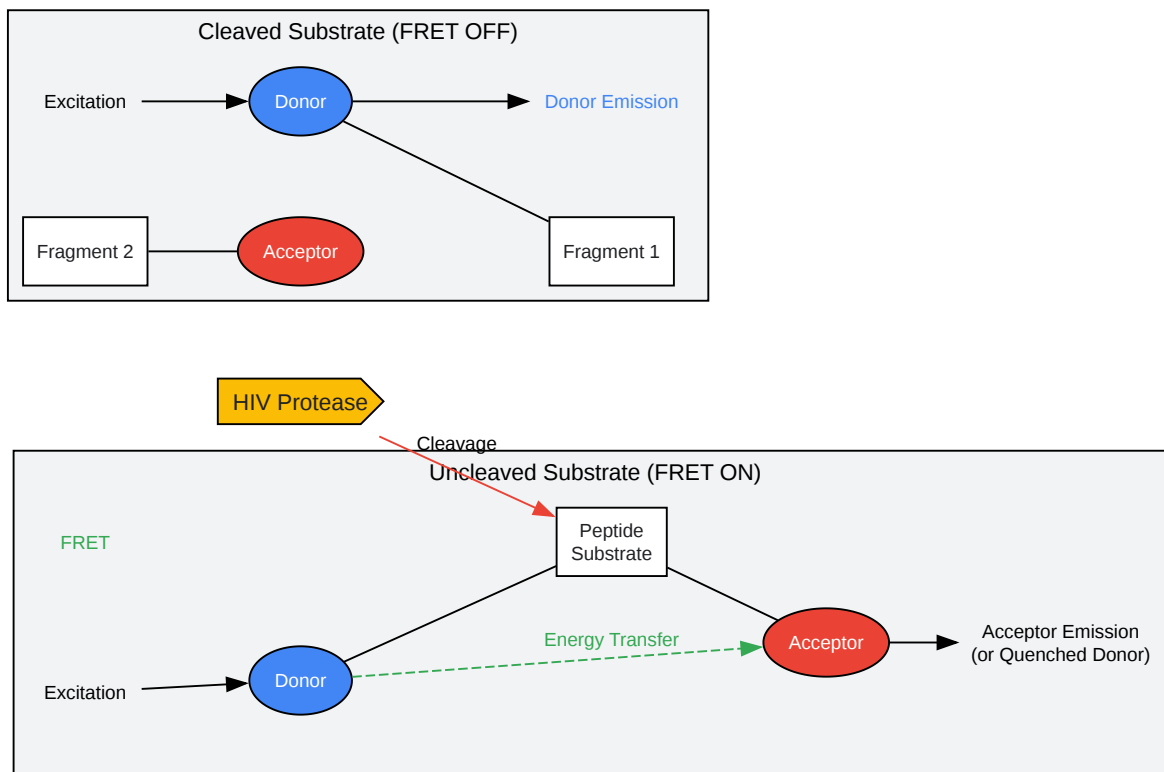 Cleaved Substrate (FRET OFF)
Excitation
Donor
Donor Emission
Fragment 2
Acceptor
Fragment 1
HIV Protease
Cleavage
Uncleaved Substrate (FRET ON)
Peptide
Substrate
FRET
Energy Transfer
Acceptor
Acceptor Emission
(or Quenched Donor)
Excitation
Donor